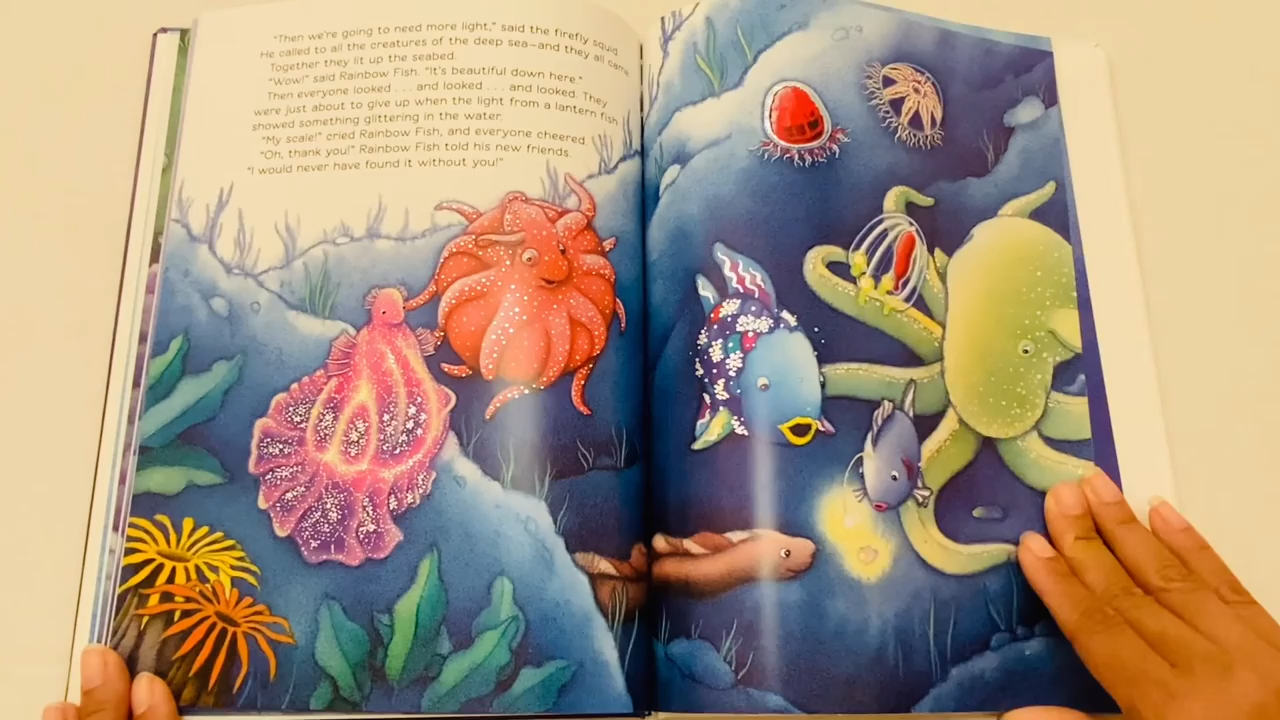 "Then we're going to need more light," said the firefly squid.
He called to all the creatures of the deep sea—and they all came.
Together they lit up the seabed.
"Wow!" said Rainbow Fish. "It's beautiful down here."
Then everyone looked . . . and looked . . . and looked. They
were just about to give up when the light from a lantern fish
showed something glittering in the water.
"My scale!" cried Rainbow Fish, and everyone cheered.
"Oh, thank you!" Rainbow Fish told his new friends.
"I would never have found it without you!"